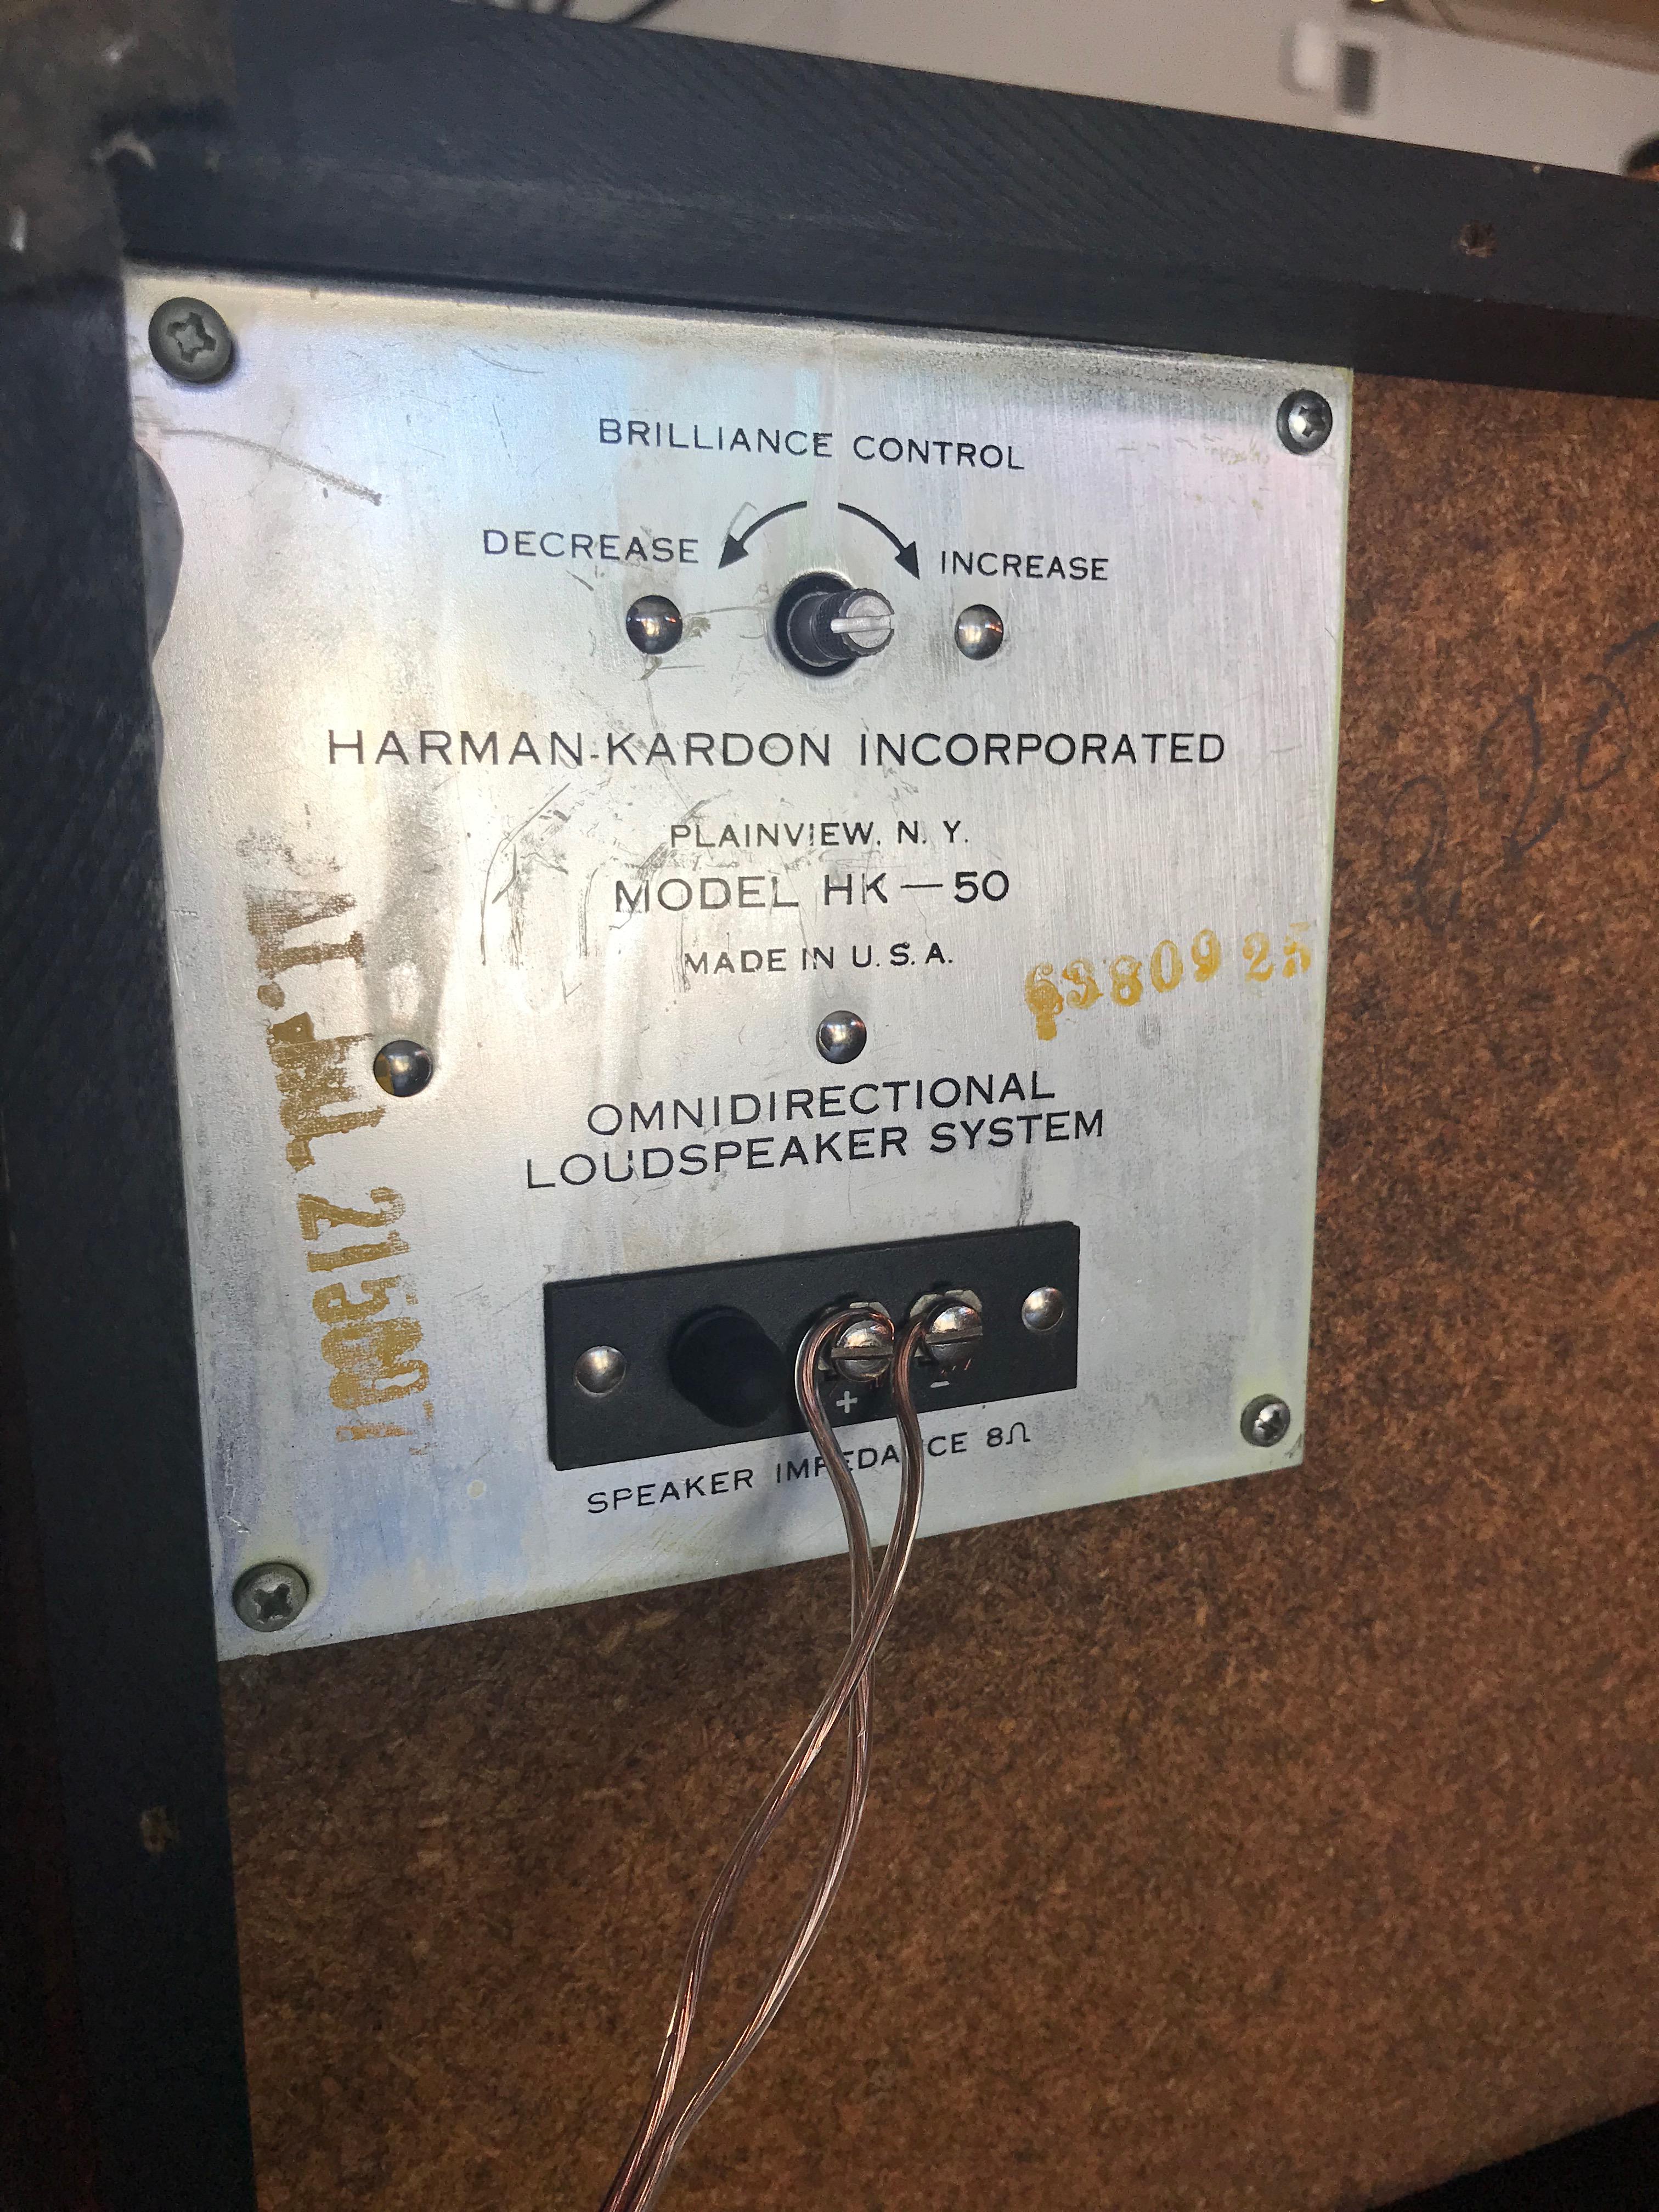 BRILLIANCE CONTROL
DECREASE INCREASE
HARMAN-KARDON INCORPORATED
PLAINVIEW, N. Y.
MODEL HK—50
MADE IN U.S.A.
63809 25
OMNIDIRECTIONAL
LOUDSPEAKER SYSTEM
+ -
SPEAKER IMPEDANCE 8Ω